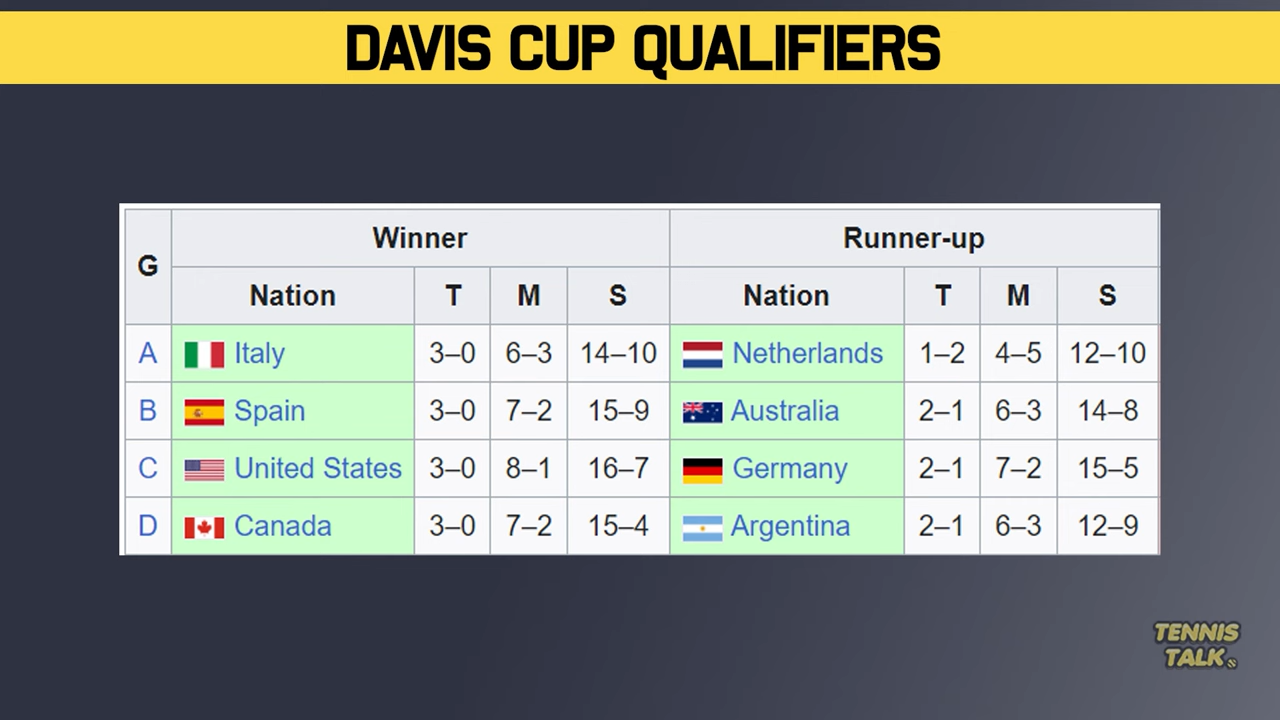 DAVIS CUP QUALIFIERS
G Winner Runner-up
Nation T M S Nation T M S
A Italy 3–0 6–3 14–10 Netherlands 1–2 4–5 12–10
B Spain 3–0 7–2 15–9 Australia 2–1 6–3 14–8
C United States 3–0 8–1 16–7 Germany 2–1 7–2 15–5
D Canada 3–0 7–2 15–4 Argentina 2–1 6–3 12–9
TENNIS
TALK